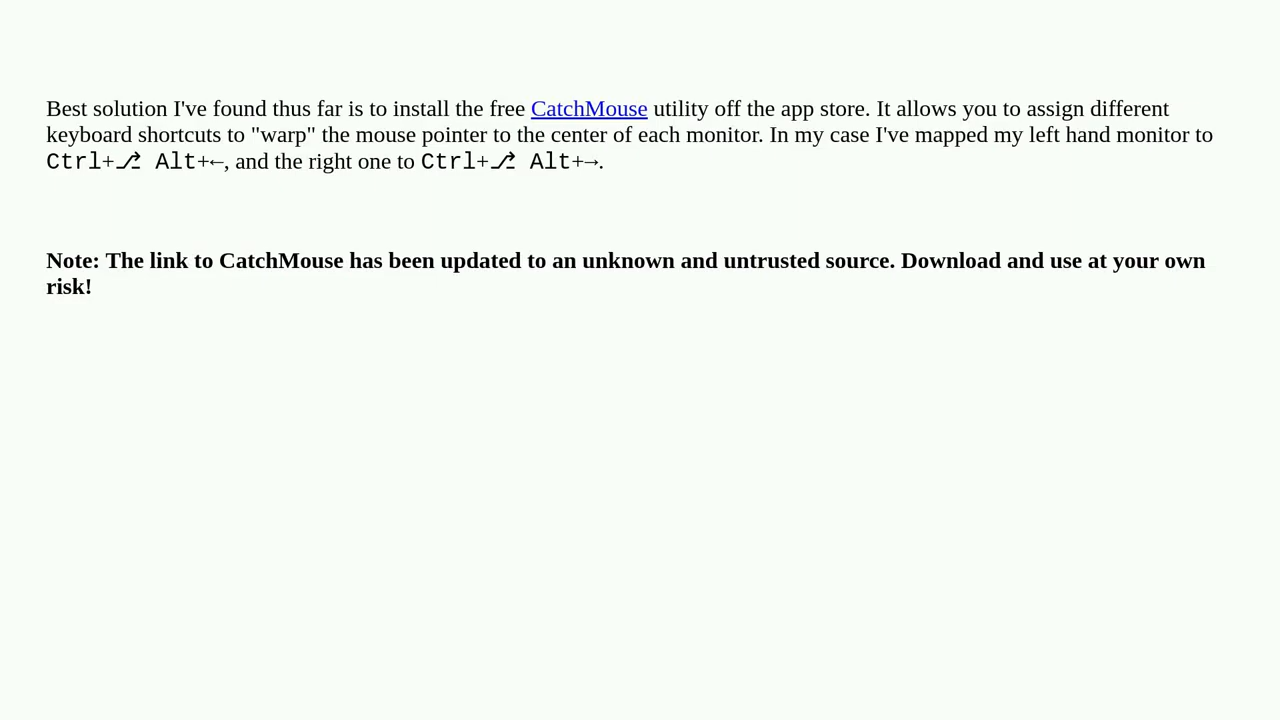 Best solution I've found thus far is to install the free CatchMouse utility off the app store. It allows you to assign different
keyboard shortcuts to "warp" the mouse pointer to the center of each monitor. In my case I've mapped my left hand monitor to
Ctrl+⎇ Alt+←, and the right one to Ctrl+⎇ Alt+→.
Note: The link to CatchMouse has been updated to an unknown and untrusted source. Download and use at your own
risk!